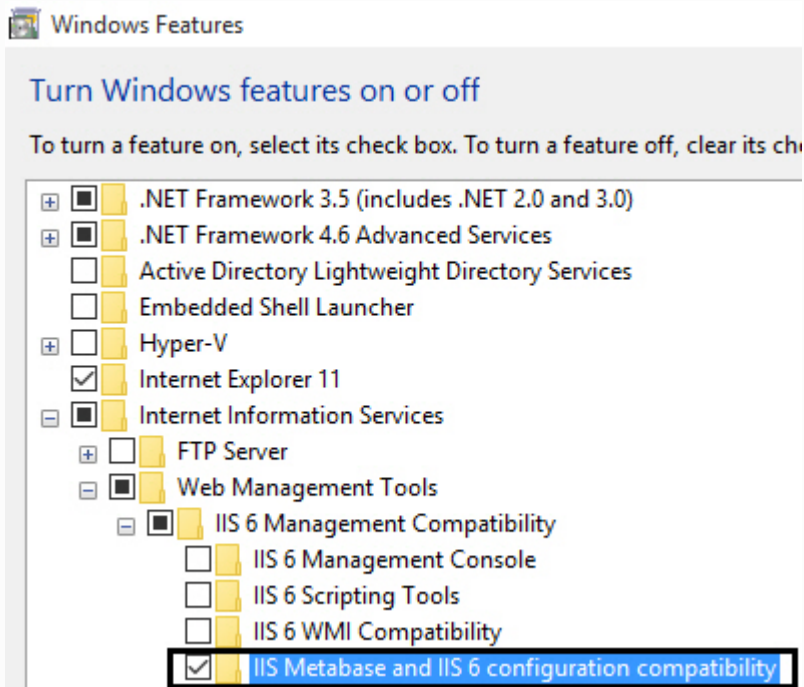 Windows Features
Turn Windows features on or off
To turn a feature on, select its check box. To turn a feature off, clear its
.NET Framework 3.5 (includes .NET 2.0 and 3.0)
.NET Framework 4.6 Advanced Services
Active Directory Lightweight Directory Services
Embedded Shell Launcher
Hyper-V
Internet Explorer 11
Internet Information Services
FTP Server
Web Management Tools
IIS 6 Management Compatibility
IIS 6 Management Console
IIS 6 Scripting Tools
IIS 6 WMI Compatibility
IIS Metabase and IIS 6 configuration compatibility